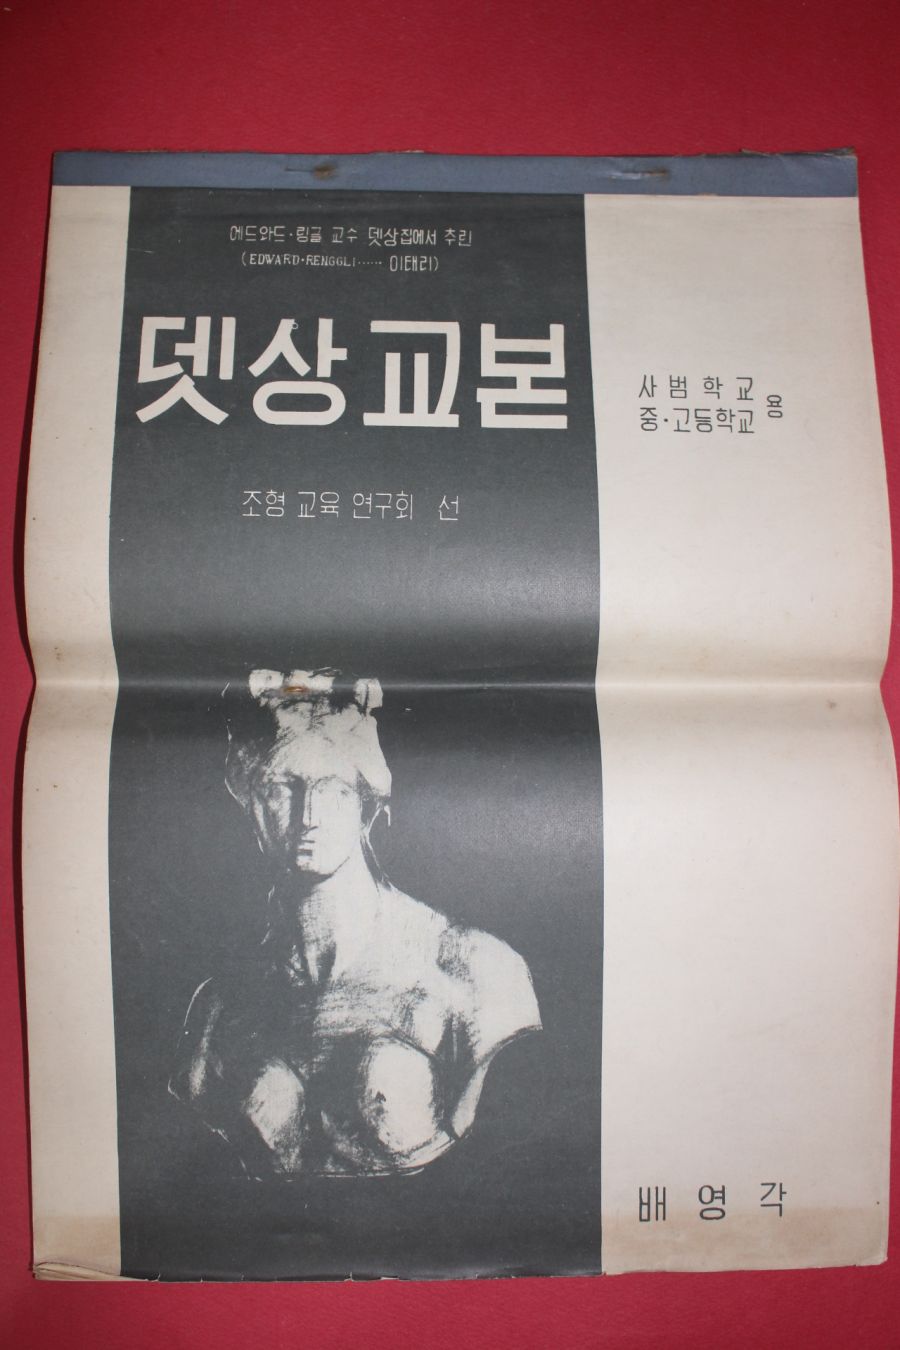 에드와드·링글 교수 뎃상집에서 추린
(EDWARD·RENGGLI…… 이태리)
뎃상교본
사범학교
중·고등학교 용
조형 교육 연구회 선
배영각